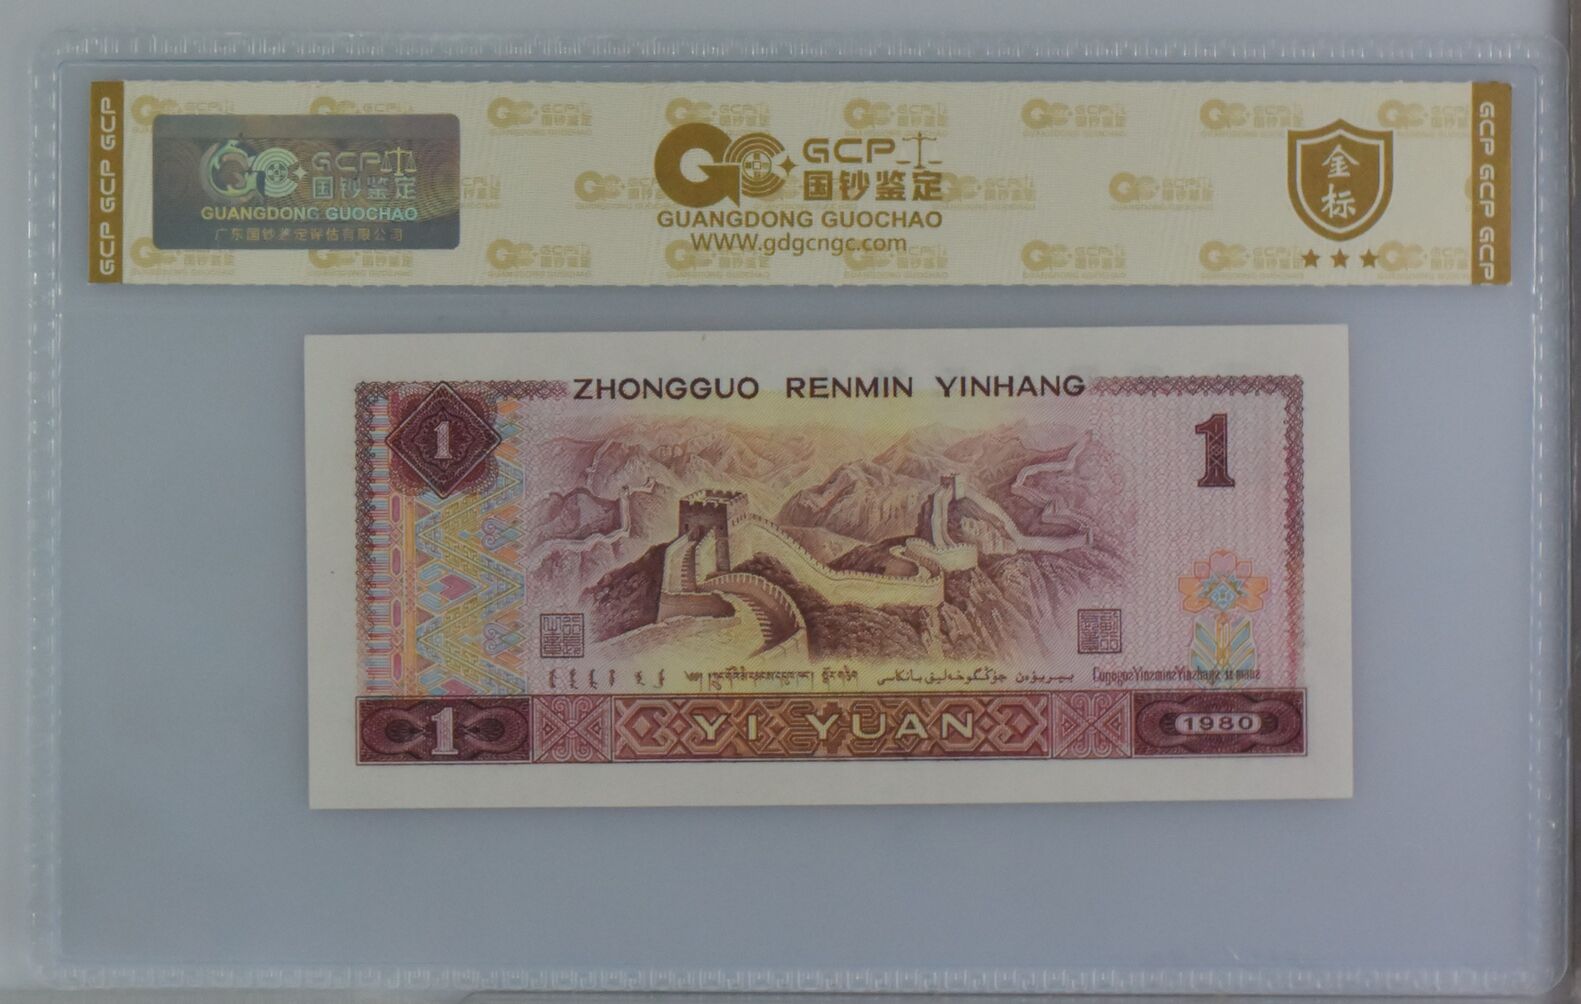 GCP GCP GCP
GCP
国钞鉴定
GUANGDONG GUOCHAO
广东国钞鉴定评估有限公司
GCP
国钞鉴定
GUANGDONG GUOCHAO
WWW.gdgcngc.com
金
标
GCP GCP GCP
ZHONGGUO RENMIN YINHANG
1
1
1
YI YUAN
1980